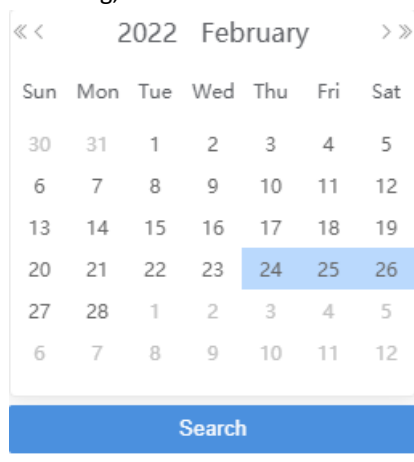 « < 2022 February > »
Sun Mon Tue Wed Thu Fri Sat
30 31 1 2 3 4 5
6 7 8 9 10 11 12
13 14 15 16 17 18 19
20 21 22 23 24 25 26
27 28 1 2 3 4 5
6 7 8 9 10 11 12
Search